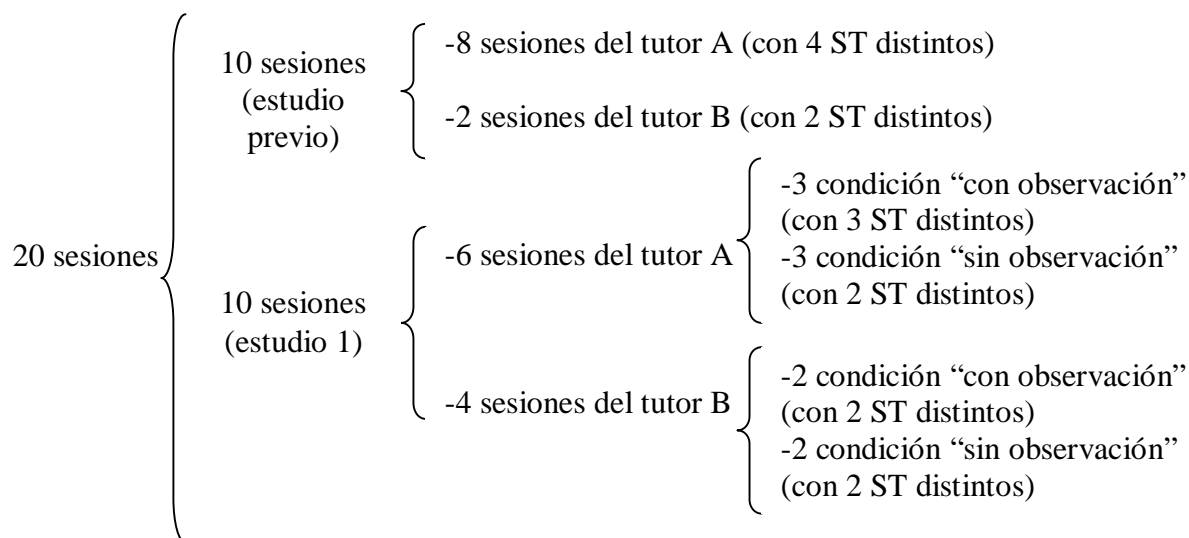 20 sesiones
10 sesiones
(estudio
previo)
-8 sesiones del tutor A (con 4 ST distintos)
-2 sesiones del tutor B (con 2 ST distintos)
10 sesiones
(estudio 1)
-6 sesiones del tutor A
-3 condición “con observación”
(con 3 ST distintos)
-3 condición “sin observación”
(con 2 ST distintos)
-4 sesiones del tutor B
-2 condición “con observación”
(con 2 ST distintos)
-2 condición “sin observación”
(con 2 ST distintos)